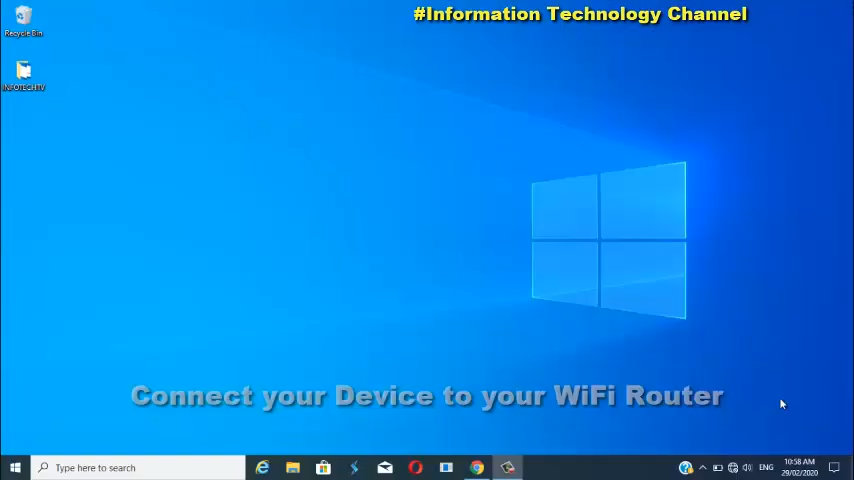 #Information Technology Channel
Recycle Bin
INFOTECHTV
Connect your Device to your WiFi Router
Type here to search
ENG
10:58 AM
29/02/2020